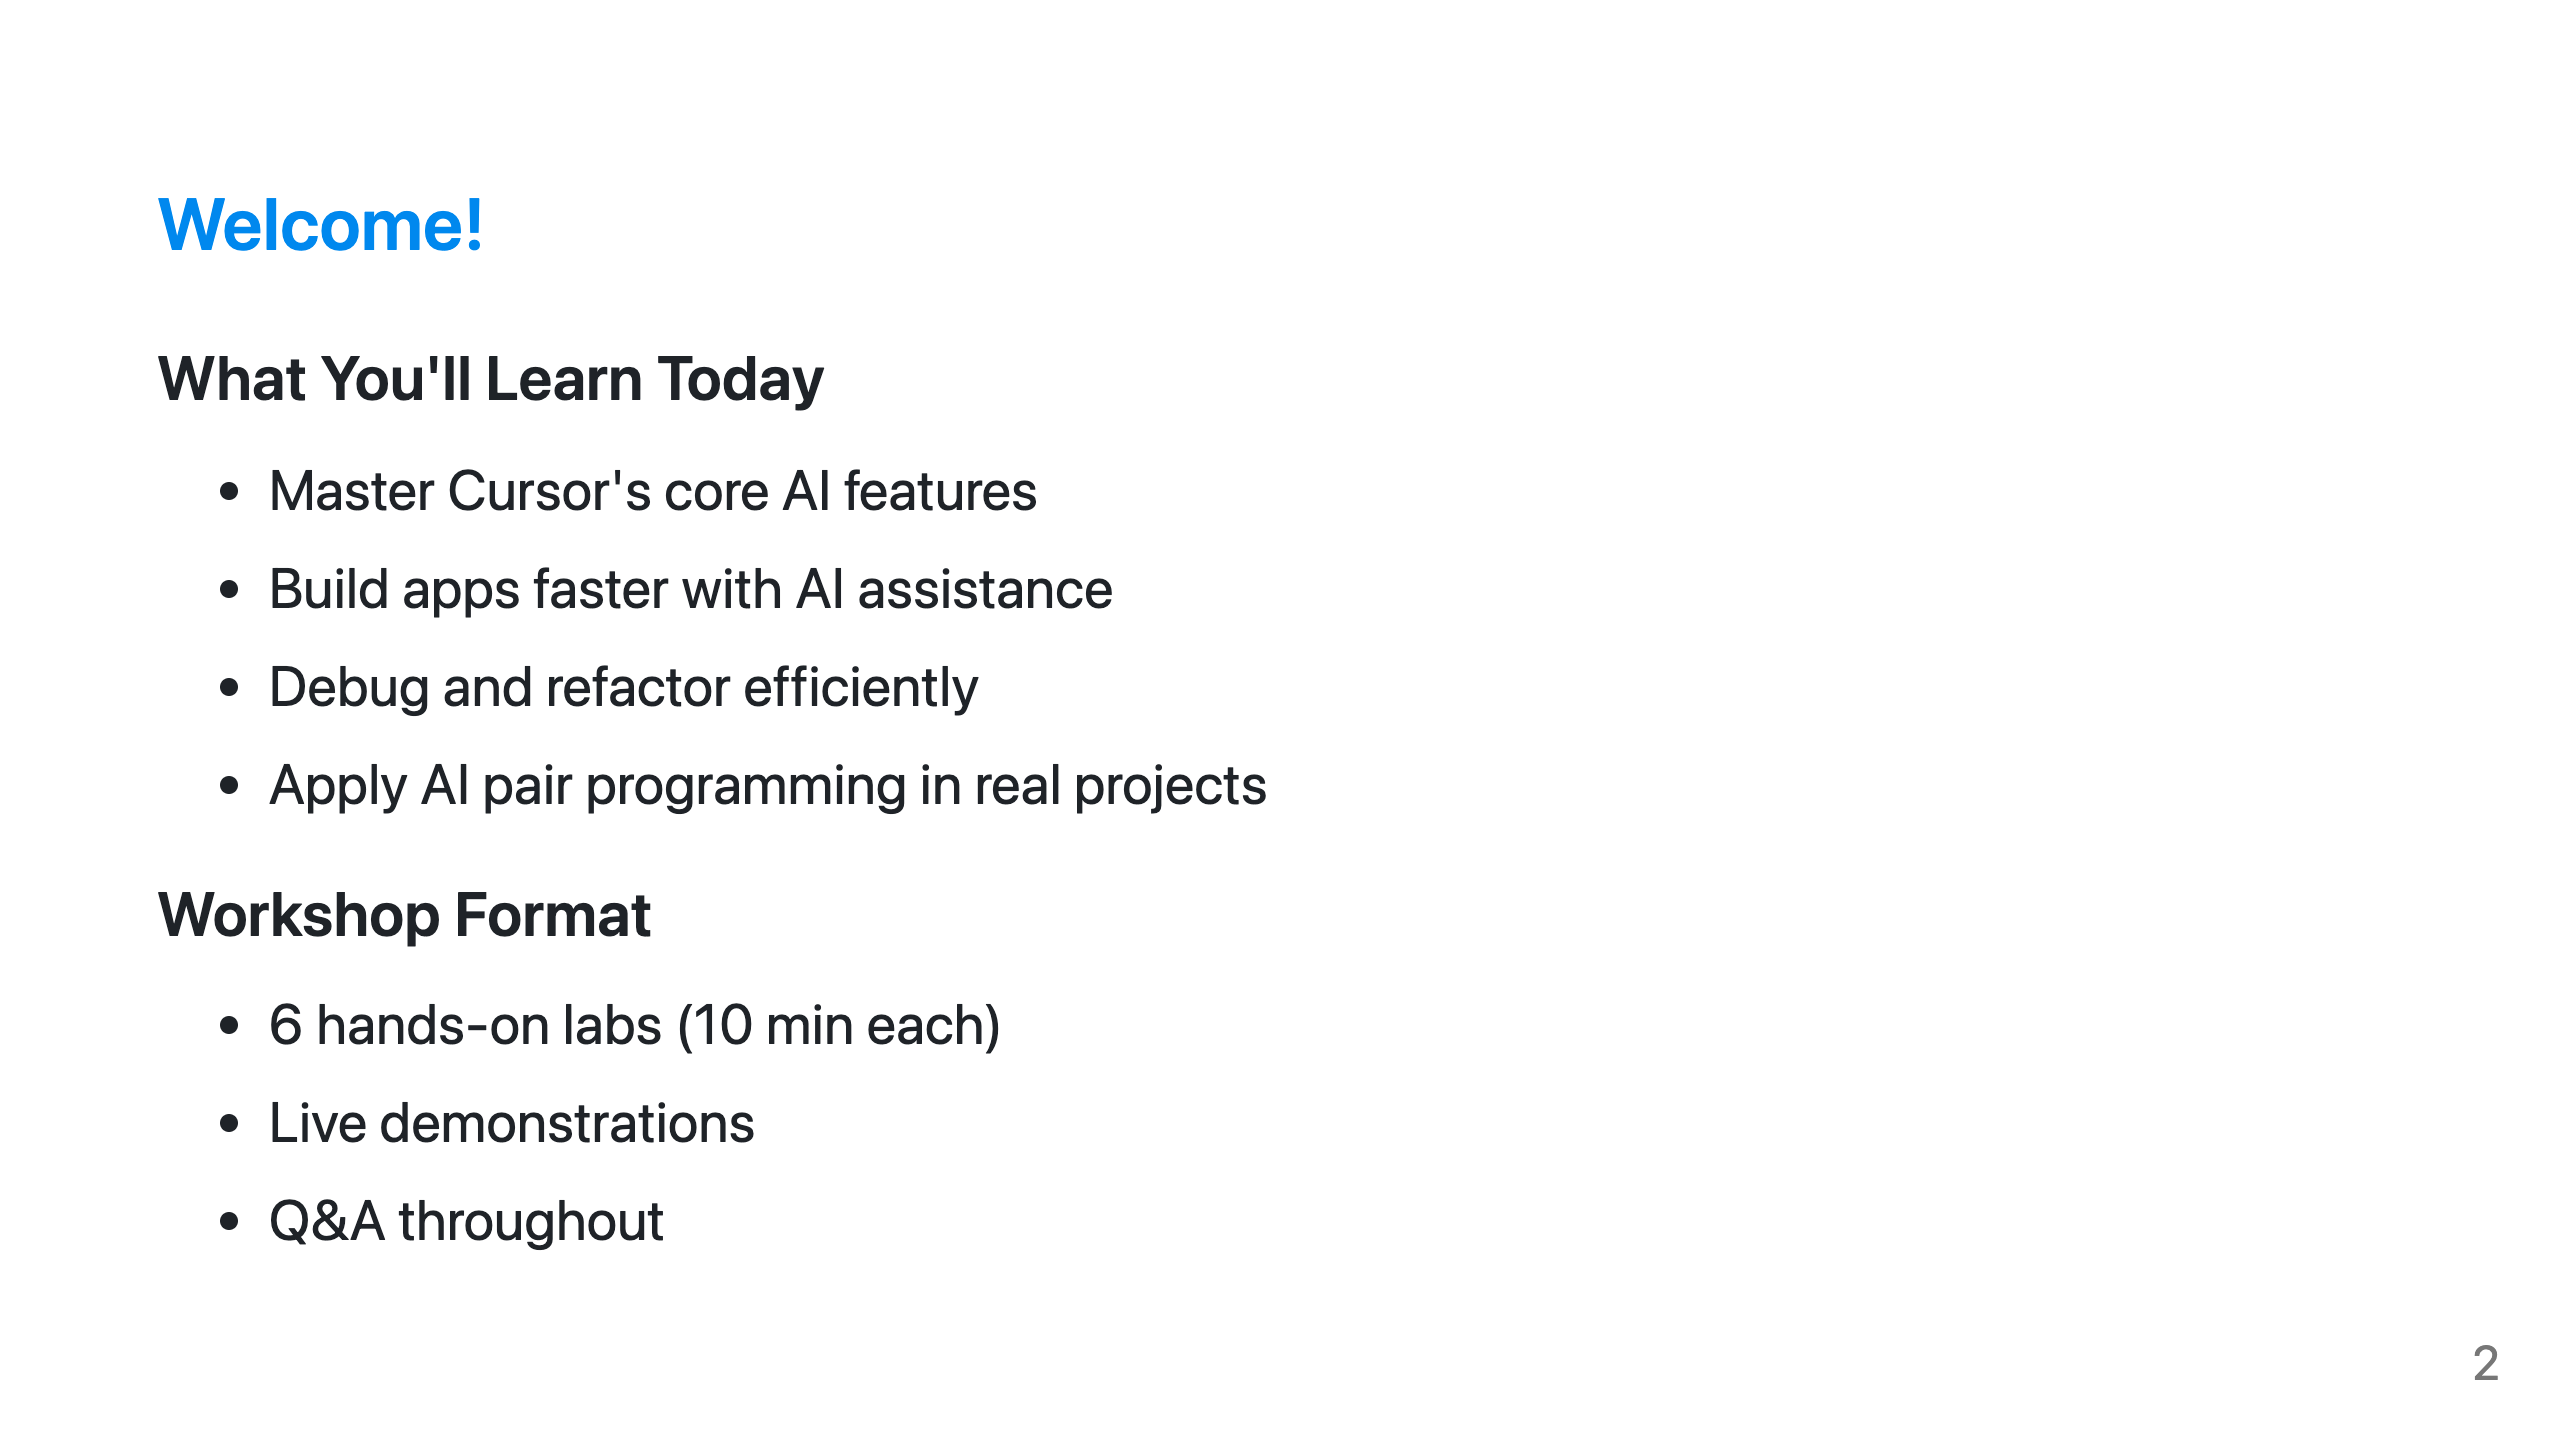 Welcome!
What You'll Learn Today
• Master Cursor's core AI features
• Build apps faster with AI assistance
• Debug and refactor efficiently
• Apply AI pair programming in real projects
Workshop Format
• 6 hands-on labs (10 min each)
• Live demonstrations
• Q&A throughout
2